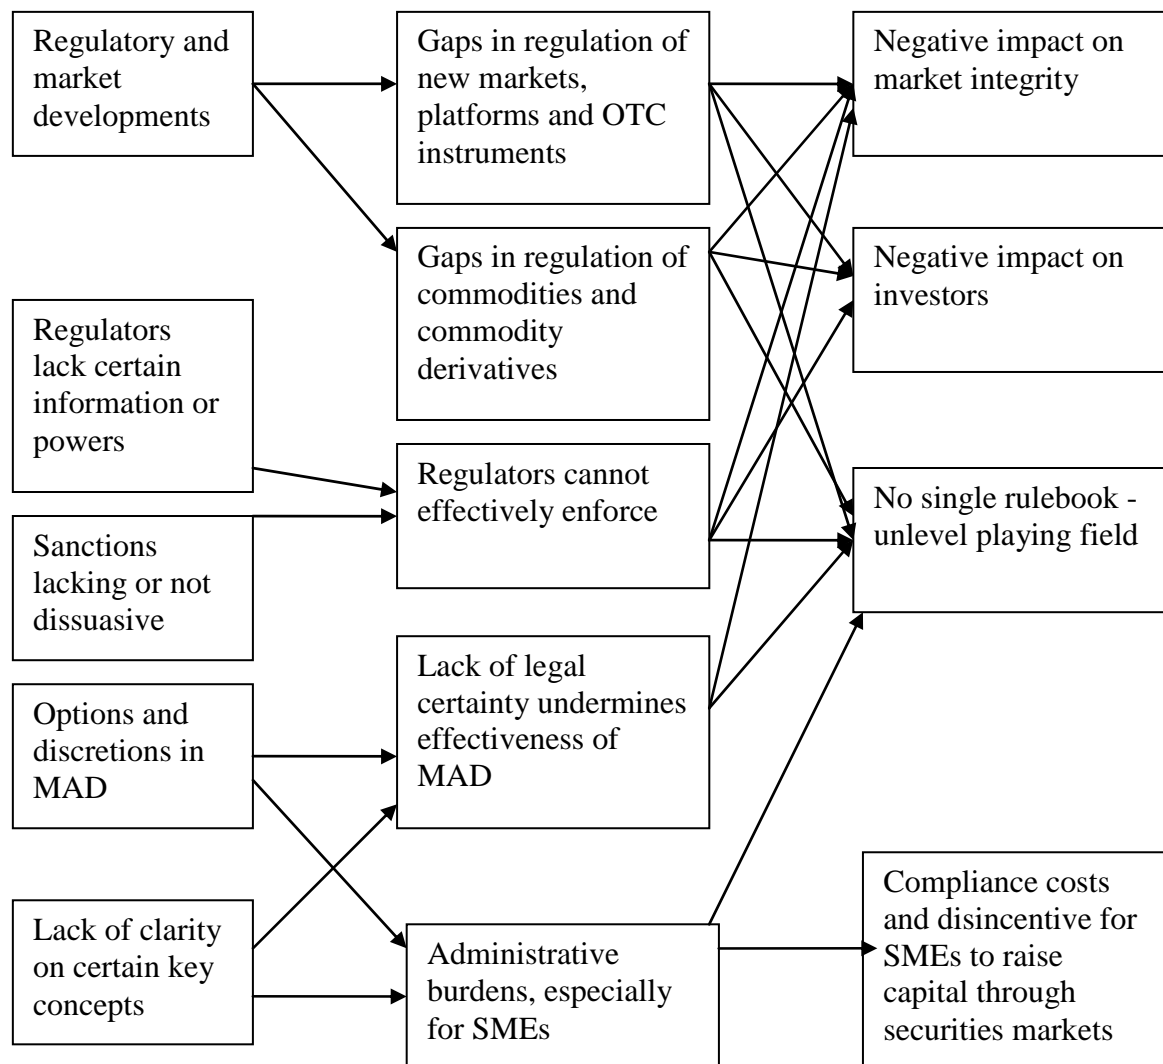 Regulatory and
market
developments
Regulators
lack certain
information or
powers
Sanctions
lacking or not
dissuasive
Options and
discretions in
MAD
Lack of clarity
on certain key
concepts
Gaps in regulation of
new markets,
platforms and OTC
instruments
Gaps in regulation of
commodities and
commodity
derivatives
Regulators cannot
effectively enforce
Lack of legal
certainty undermines
effectiveness of
MAD
Administrative
burdens, especially
for SMEs
Negative impact on
market integrity
Negative impact on
investors
No single rulebook -
unlevel playing field
Compliance costs
and disincentive for
SMEs to raise
capital through
securities markets